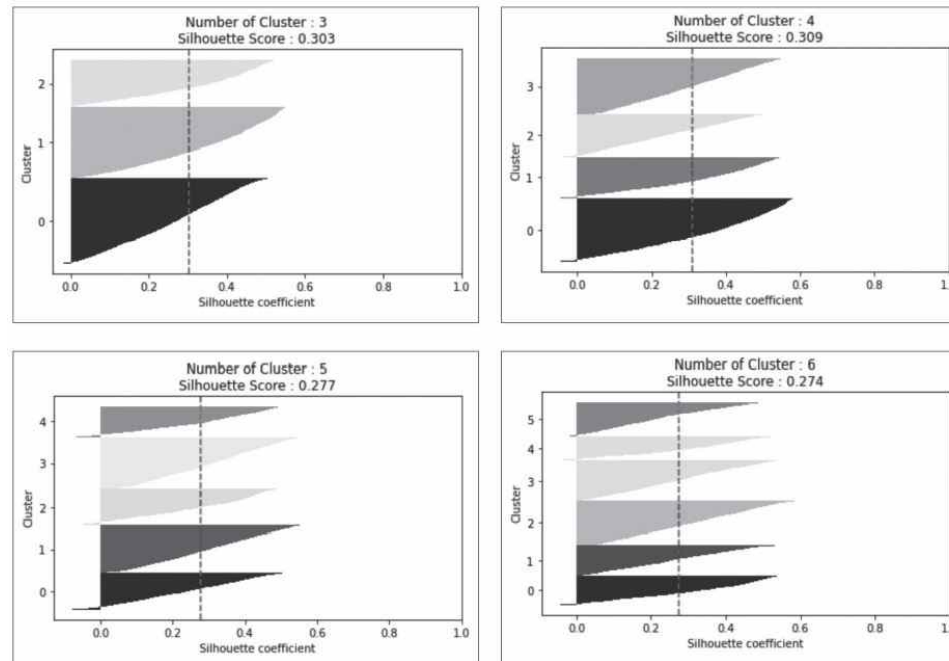 Number of Cluster : 3
Silhouette Score : 0.303
2
1
0
Cluster
0.0 0.2 0.4 0.6 0.8 1.0
Silhouette coefficient
Number of Cluster : 4
Silhouette Score : 0.309
3
2
1
0
Cluster
0.0 0.2 0.4 0.6 0.8 1.0
Silhouette coefficient
Number of Cluster : 5
Silhouette Score : 0.277
4
3
2
1
0
Cluster
0.0 0.2 0.4 0.6 0.8 1.0
Silhouette coefficient
Number of Cluster : 6
Silhouette Score : 0.274
5
4
3
2
1
0
Cluster
0.0 0.2 0.4 0.6 0.8 1.0
Silhouette coefficient